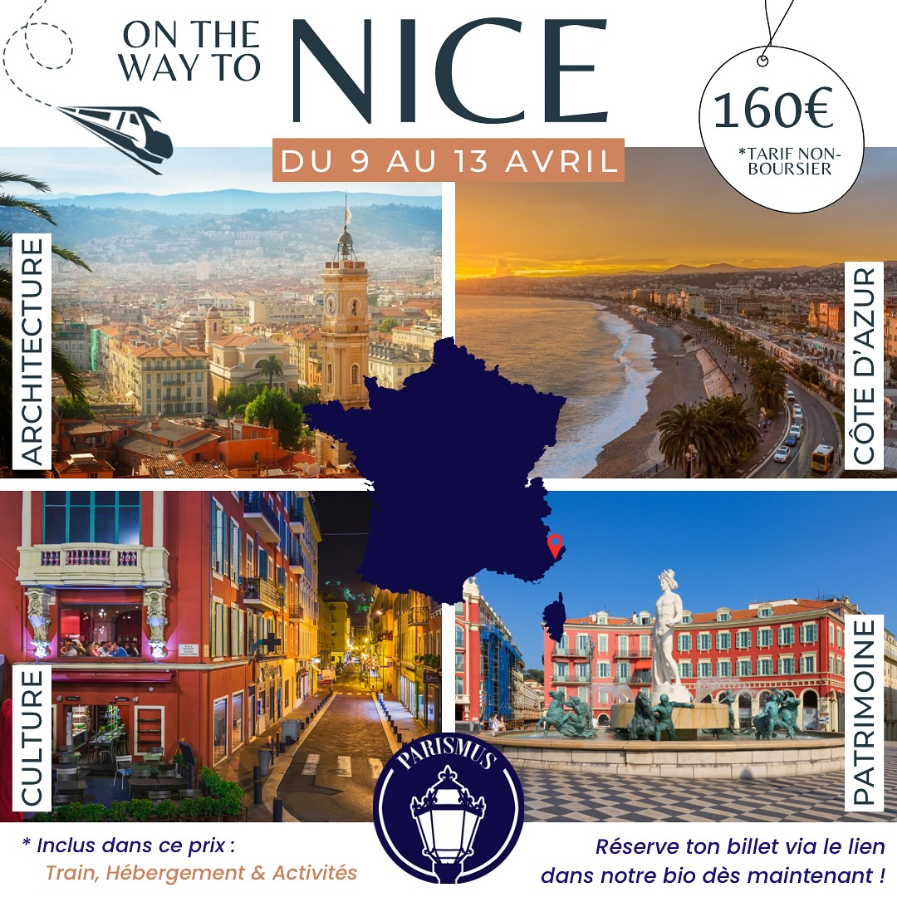 ON THE
WAY TO
NICE
160€
*TARIF NON-
BOURSIER
DU 9 AU 13 AVRIL
ARCHITECTURE
CÔTE D'AZUR
CULTURE
PATRIMOINE
PARISMUS
* Inclus dans ce prix :
Train, Hébergement & Activités
Réserve ton billet via le lien
dans notre bio dès maintenant !